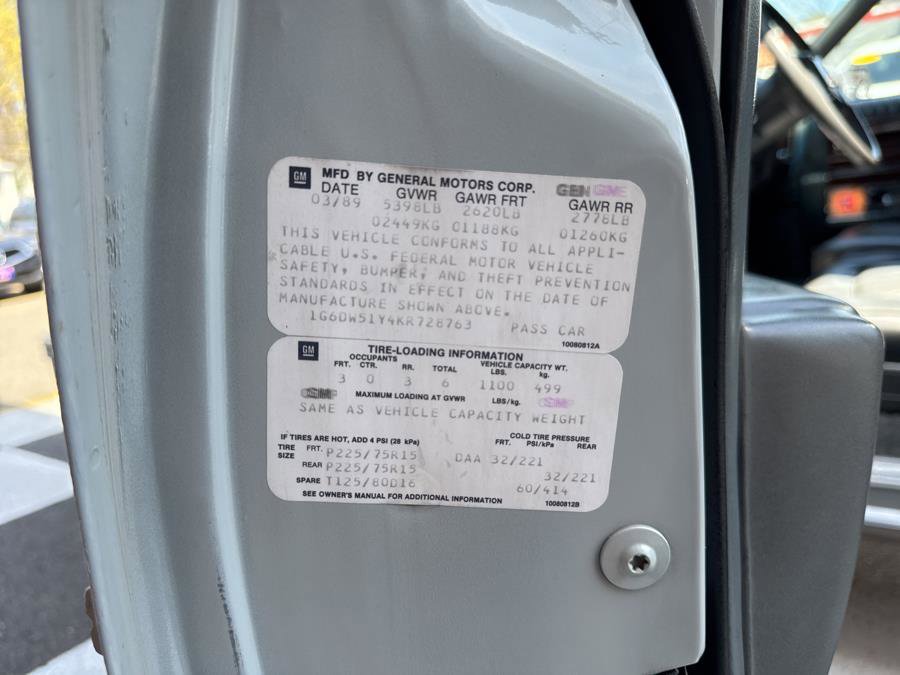 GM MFD BY GENERAL MOTORS CORP.
DATE GVWR GAWR FRT GAWR RR
03/89 5398LB 2620LB 2778LB
02449KG 01188KG 01260KG
THIS VEHICLE CONFORMS TO ALL APPLI-
CABLE U.S. FEDERAL MOTOR VEHICLE
SAFETY, BUMPER, AND THEFT PREVENTION
STANDARDS IN EFFECT ON THE DATE OF
MANUFACTURE SHOWN ABOVE.
1G6DW51Y4KR728763 PASS CAR
10080812A
GM TIRE-LOADING INFORMATION
OCCUPANTS VEHICLE CAPACITY WT.
FRT. CTR. RR. TOTAL LBS. kg.
3 0 3 6 1100 499
MAXIMUM LOADING AT GVWR LBS/kg.
SAME AS VEHICLE CAPACITY WEIGHT
IF TIRES ARE HOT, ADD 4 PSI (28 kPa) COLD TIRE PRESSURE
FRT. PSI/kPa REAR
TIRE SIZE FRT. P225/75R15 DAA 32/221
REAR P225/75R15 32/221
SPARE T125/80D16 60/414
SEE OWNER'S MANUAL FOR ADDITIONAL INFORMATION 10080812B